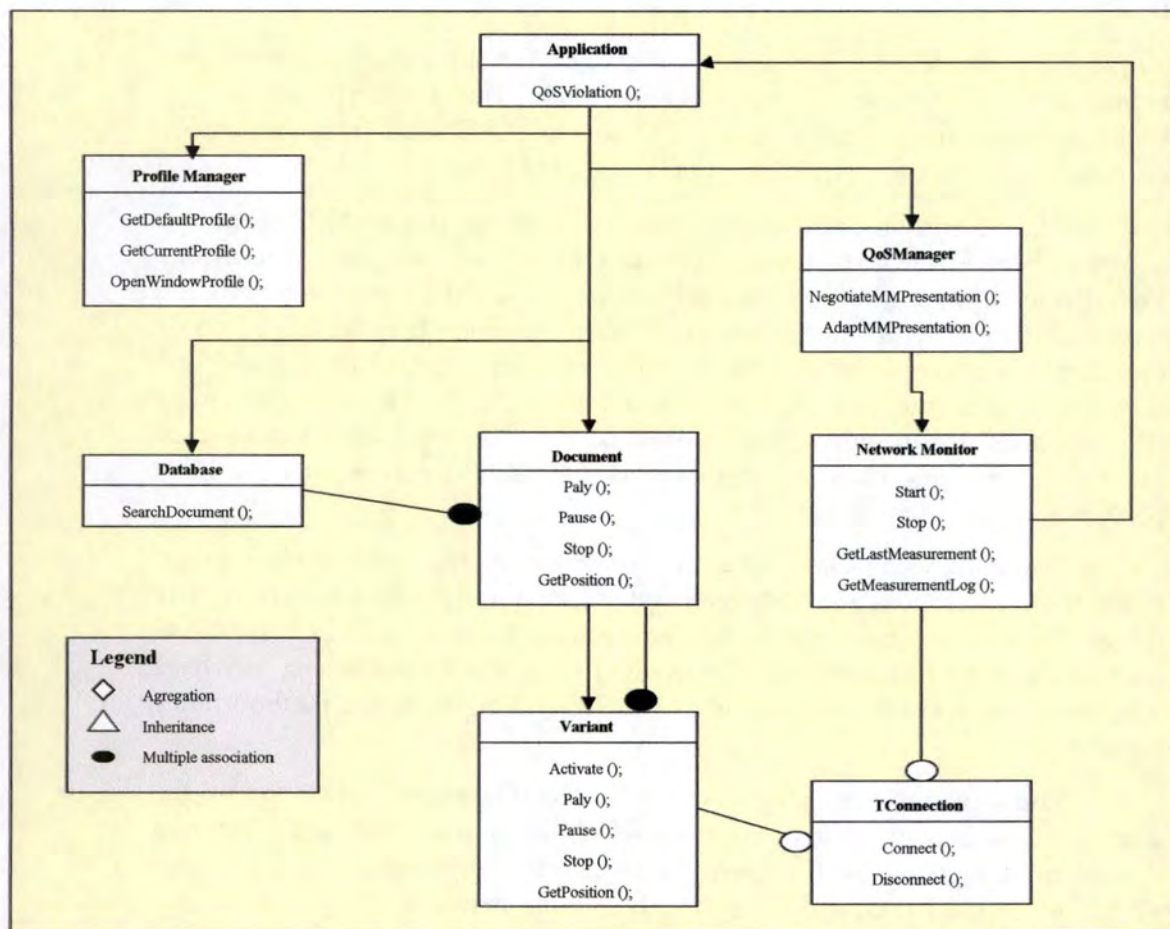 Application
QoSViolation ();
Profile Manager
GetDefaultProfile ();
GetCurrentProfile ();
OpenWindowProfile ();
QoSManager
NegotiateMMPresentation ();
AdaptMMPresentation ();
Database
SearchDocument ();
Document
Paly ();
Pause ();
Stop ();
GetPosition ();
Network Monitor
Start ();
Stop ();
GetLastMeasurement ();
GetMeasurementLog ();
Legend
Agregation
Inheritance
Multiple association
Variant
Activate ();
Paly ();
Pause ();
Stop ();
GetPosition ();
TConnection
Connect ();
Disconnect ();